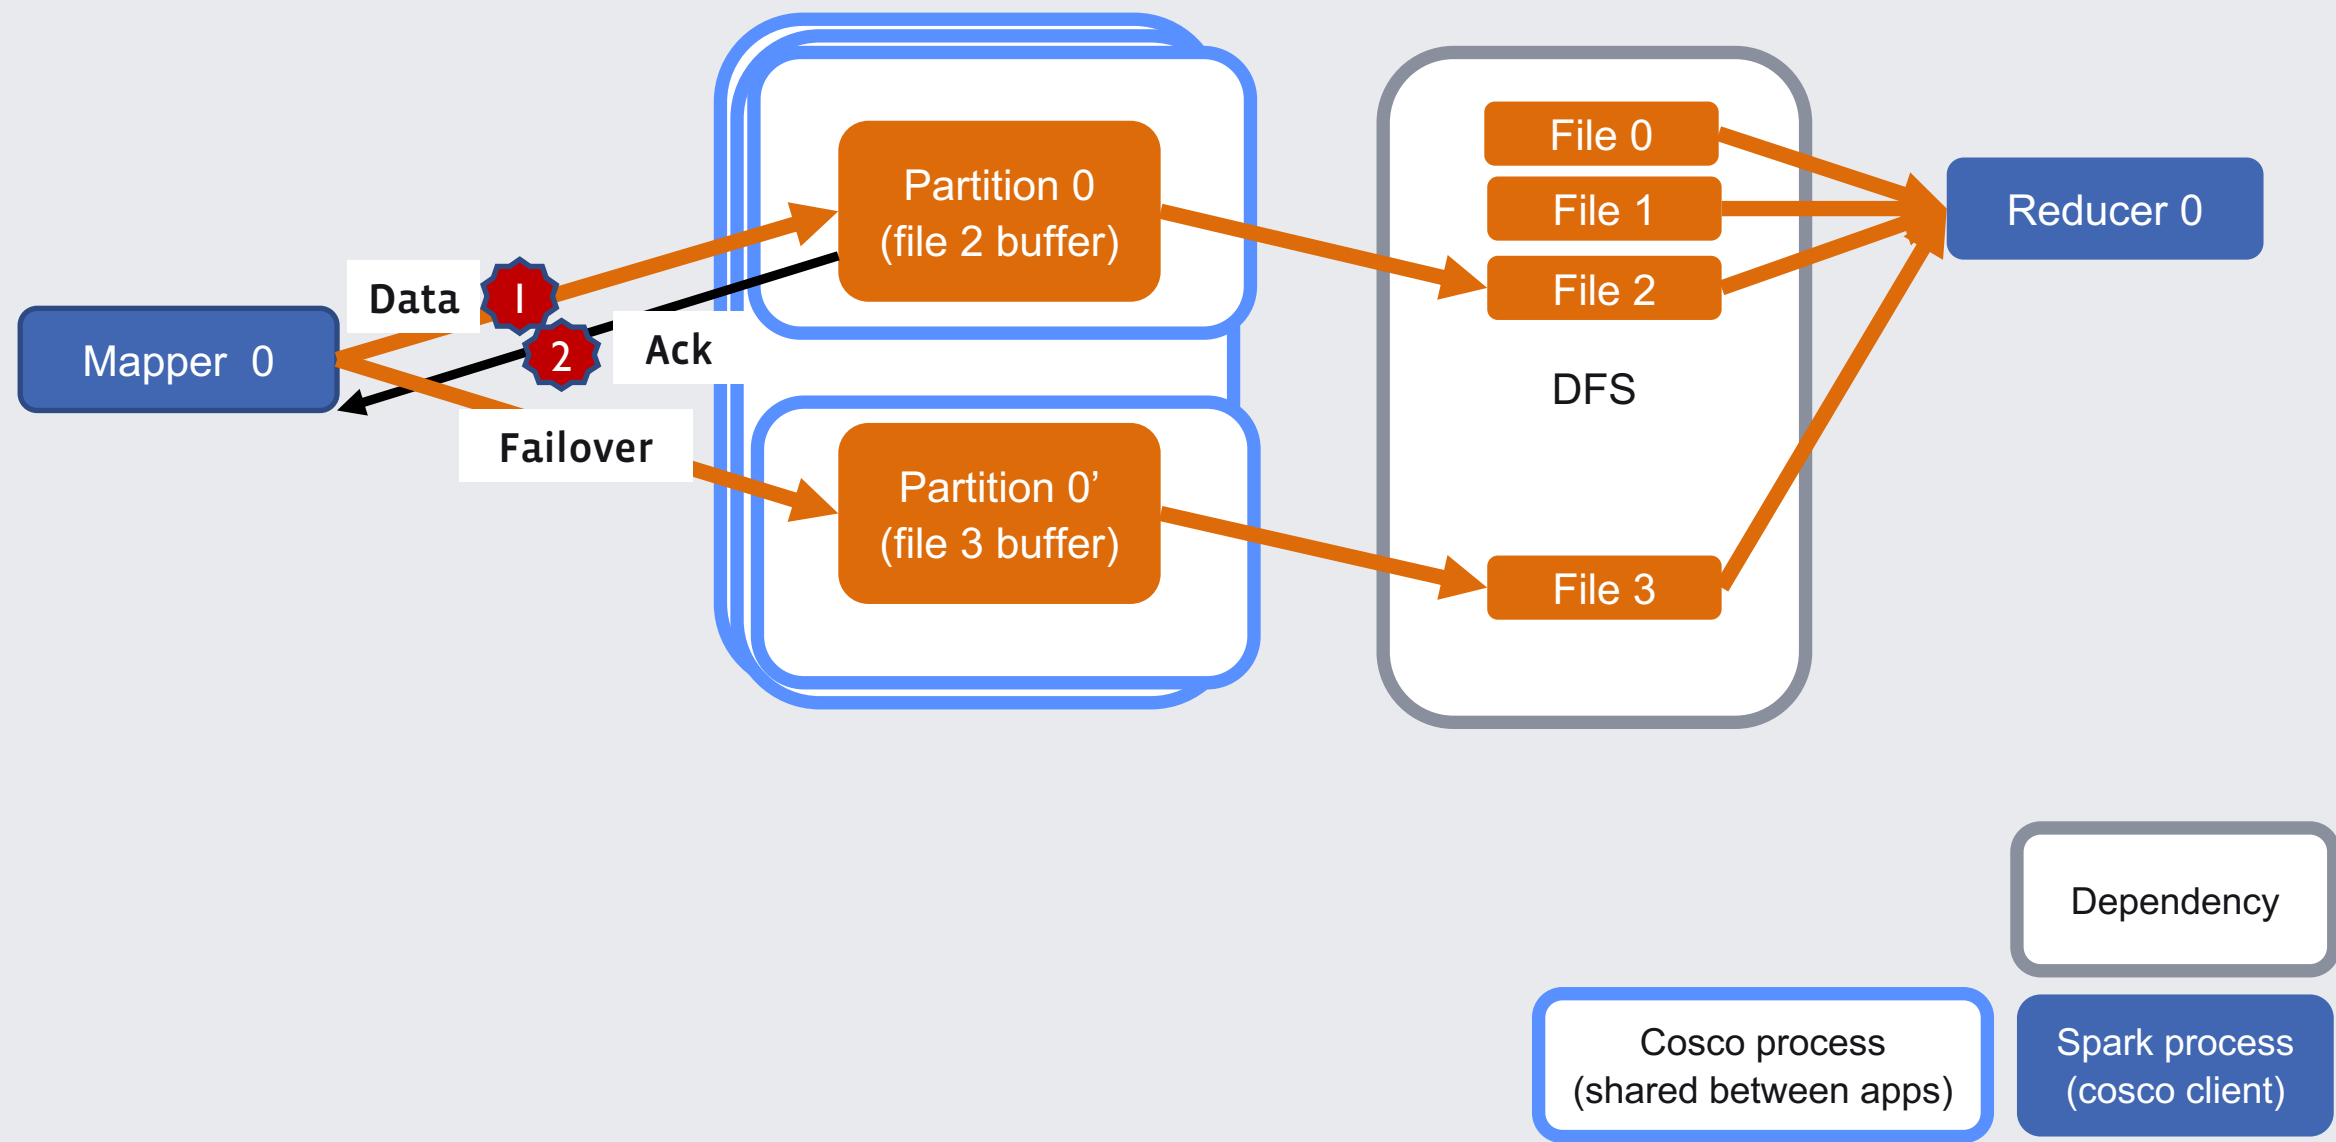 Mapper 0
Data
1
2
Ack
Failover
Partition 0
(file 2 buffer)
Partition 0’
(file 3 buffer)
File 0
File 1
File 2
DFS
File 3
Reducer 0
Dependency
Cosco process
(shared between apps)
Spark process
(cosco client)